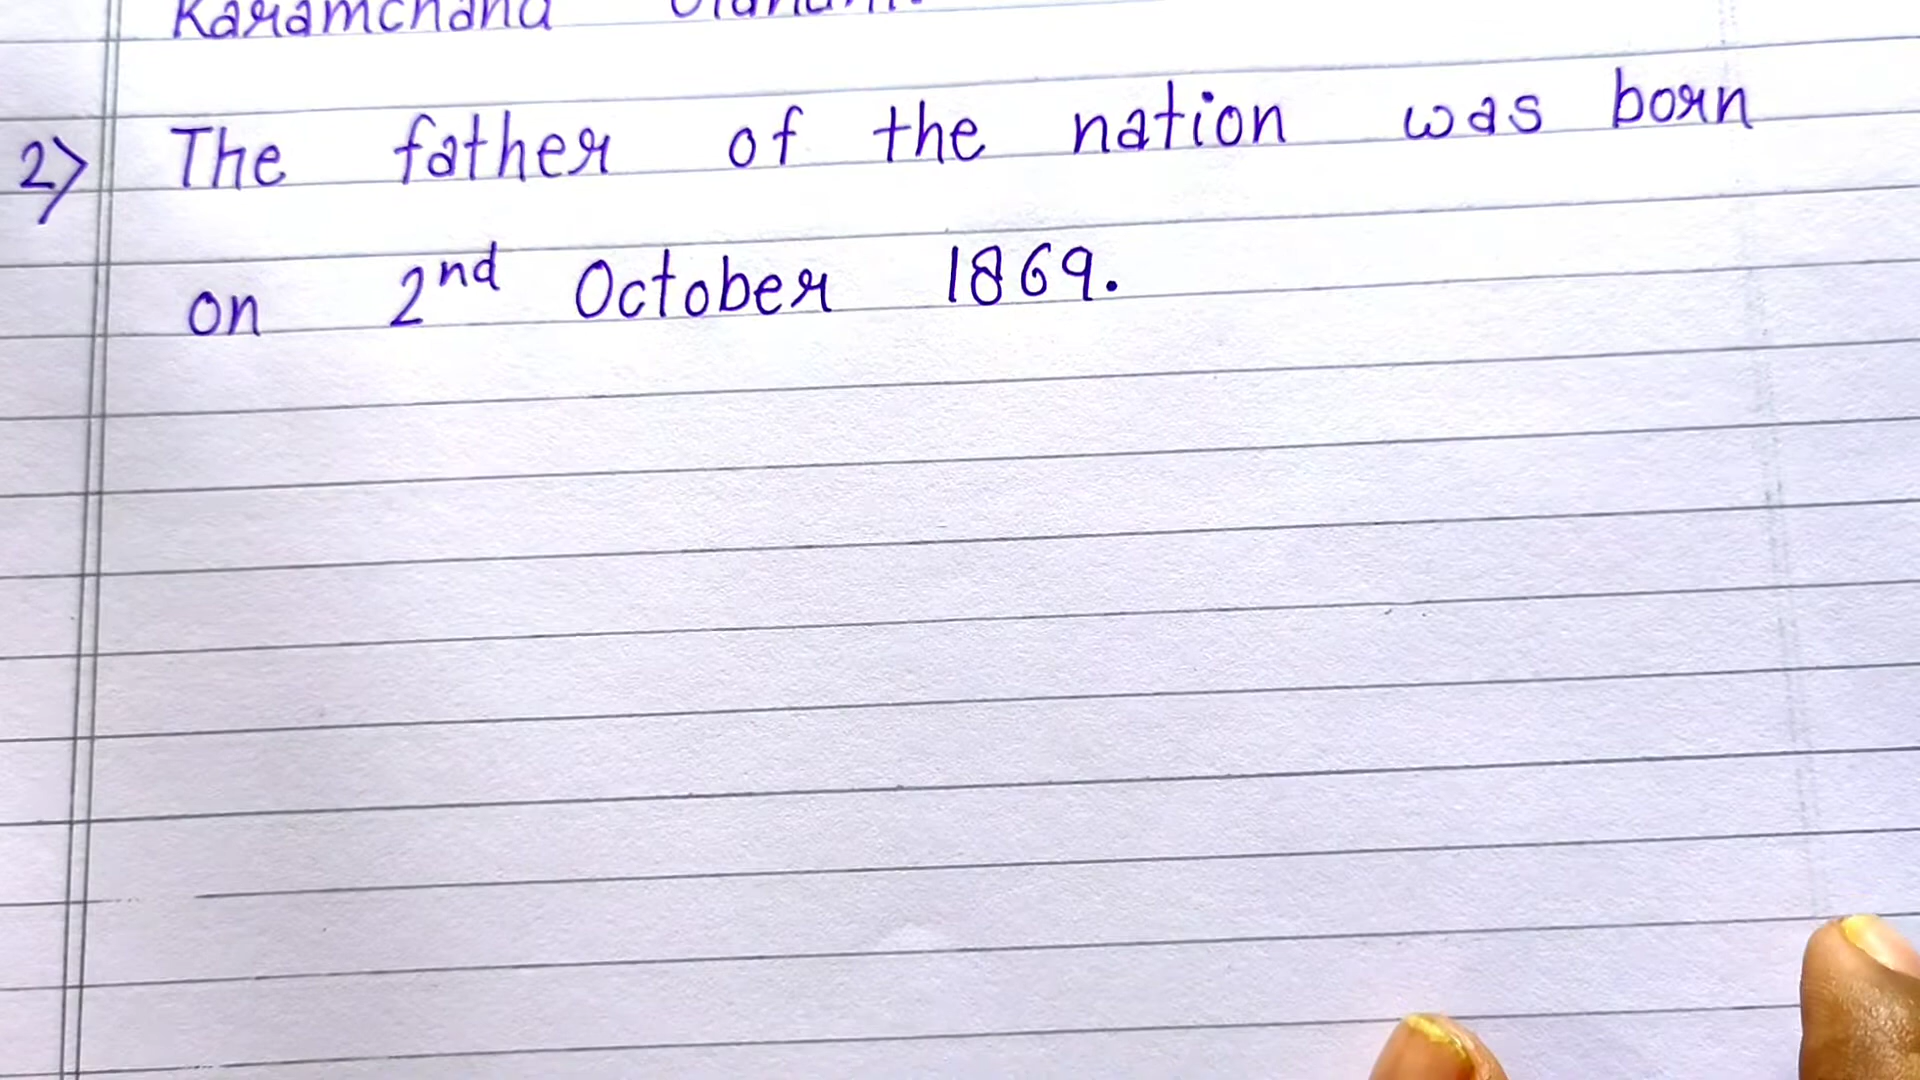 Karamchand
2) The father of the nation was born
on 2nd October 1869.